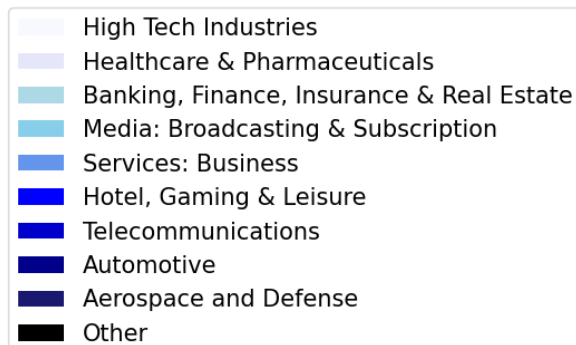 High Tech Industries
Healthcare & Pharmaceuticals
Banking, Finance, Insurance & Real Estate
Media: Broadcasting & Subscription
Services: Business
Hotel, Gaming & Leisure
Telecommunications
Automotive
Aerospace and Defense
Other